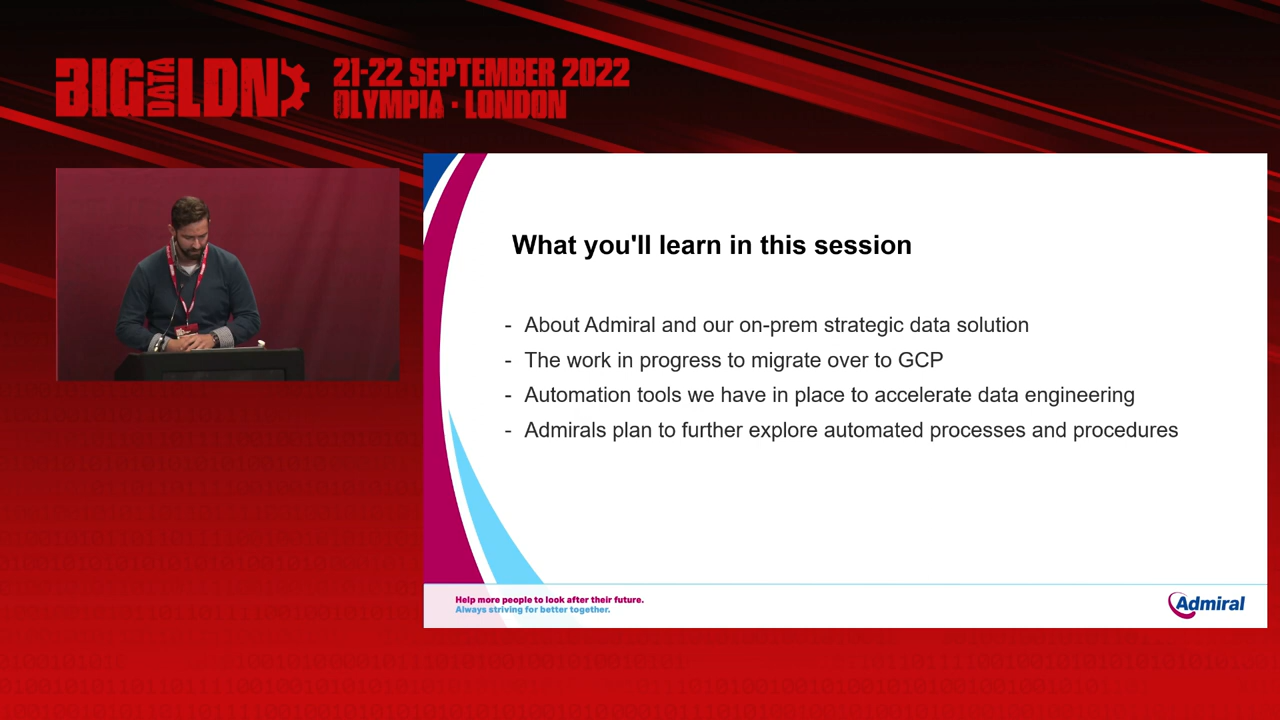 BIG DATA LDN
21-22 SEPTEMBER 2022
OLYMPIA · LONDON
What you'll learn in this session
- About Admiral and our on-prem strategic data solution
- The work in progress to migrate over to GCP
- Automation tools we have in place to accelerate data engineering
- Admirals plan to further explore automated processes and procedures
Help more people to look after their future.
Always striving for better together.
Admiral